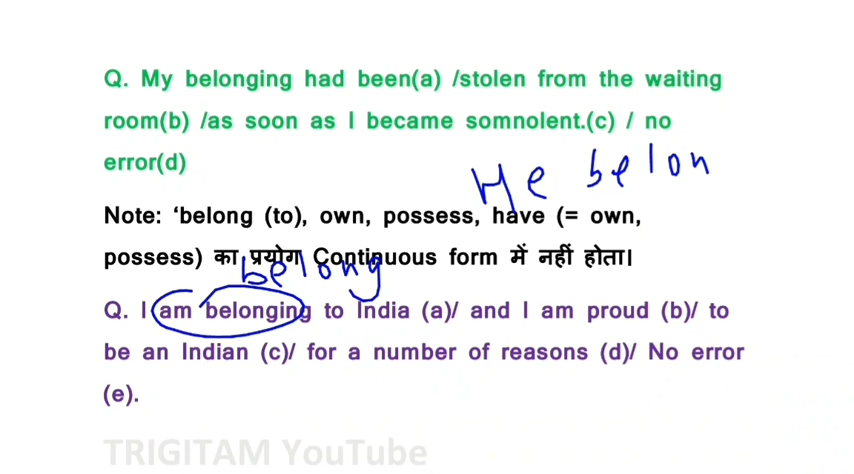 Q. My belonging had been(a) /stolen from the waiting
room(b) /as soon as I became somnolent.(c) / no
error(d)
He belon
Note: ‘belong (to), own, possess, have (= own,
possess) का प्रयोग Continuous form में नहीं होता।
belong
Q. I am belonging to India (a)/ and I am proud (b)/ to
be an Indian (c)/ for a number of reasons (d)/ No error
(e).
TRIGITAM YouTube